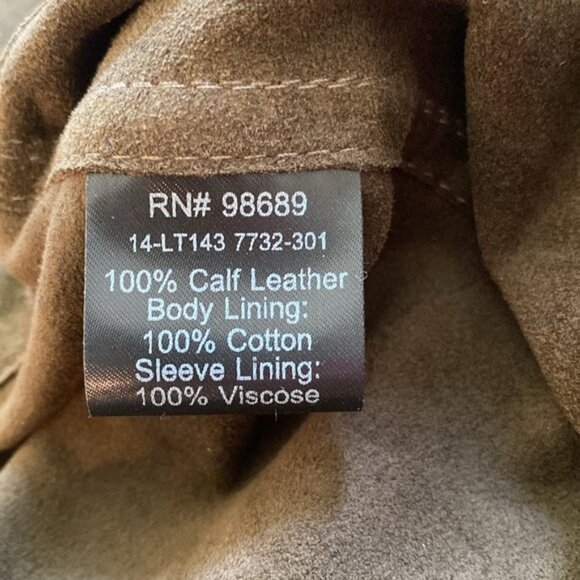 RN# 98689
14-LT143 7732-301
100% Calf Leather
Body Lining:
100% Cotton
Sleeve Lining:
100% Viscose